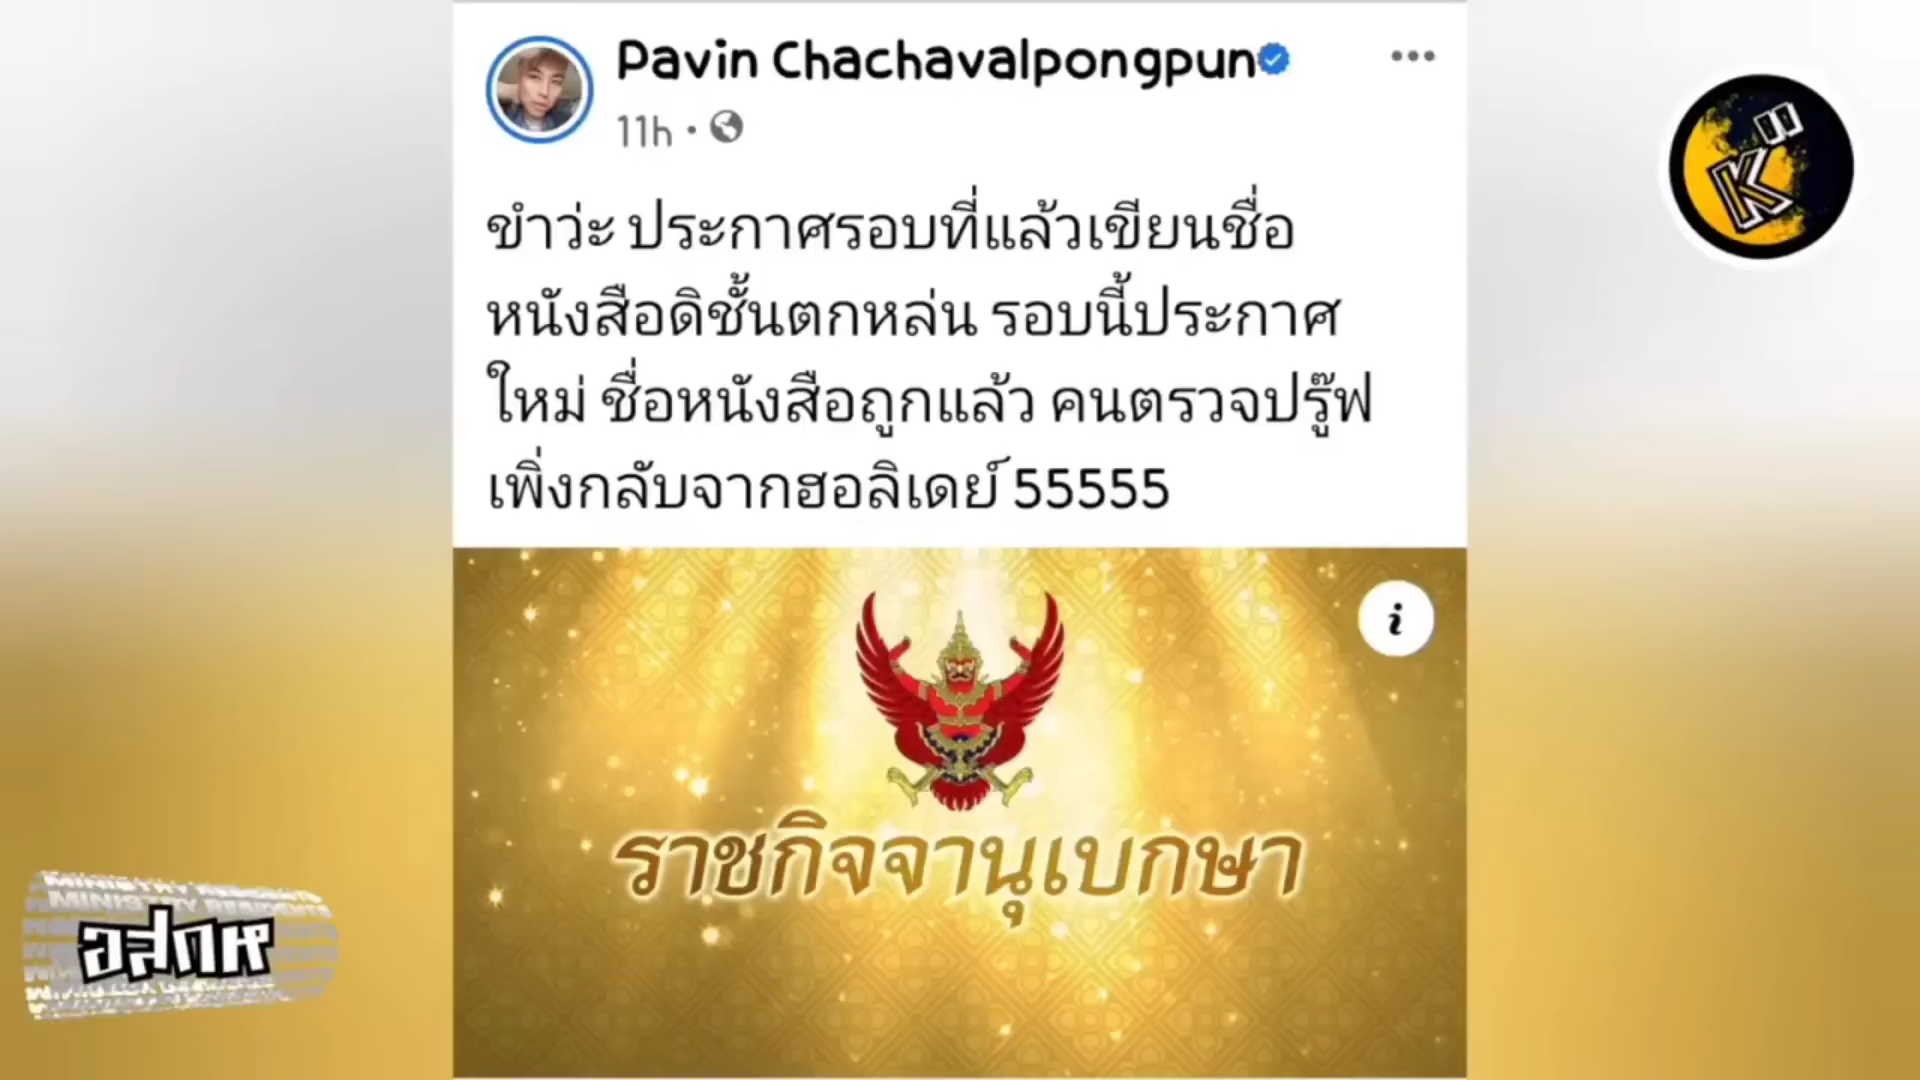 Pavin Chachavalpongpun
11h
ขำว่ะ ประกาศรอบที่แล้วเขียนชื่อ
หนังสือดิชั้นตกหล่น รอบนี้ประกาศ
ใหม่ ชื่อหนังสือถูกแล้ว คนตรวจปรู๊ฟ
เพิ่งกลับจากฮอลิเดย์ 55555
i
ราชกิจจานุเบกษา
K"
MINISTRY RESIDENTS
อสกห